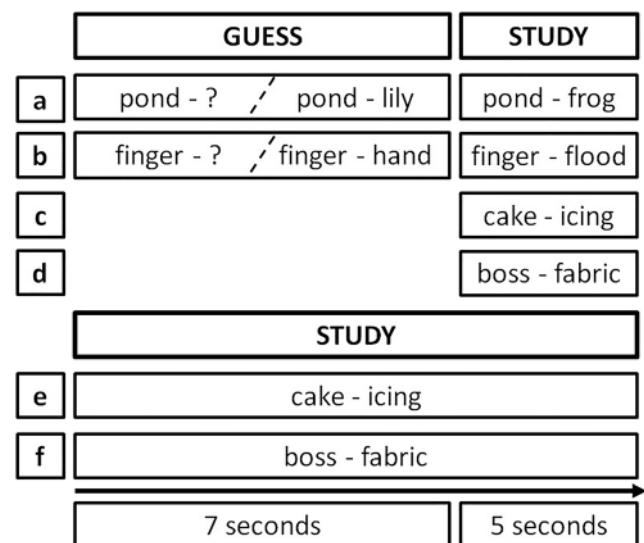 GUESS STUDY
a pond - ? / pond - lily pond - frog
b finger - ? / finger - hand finger - flood
c cake - icing
d boss - fabric
STUDY
e cake - icing
f boss - fabric
7 seconds 5 seconds